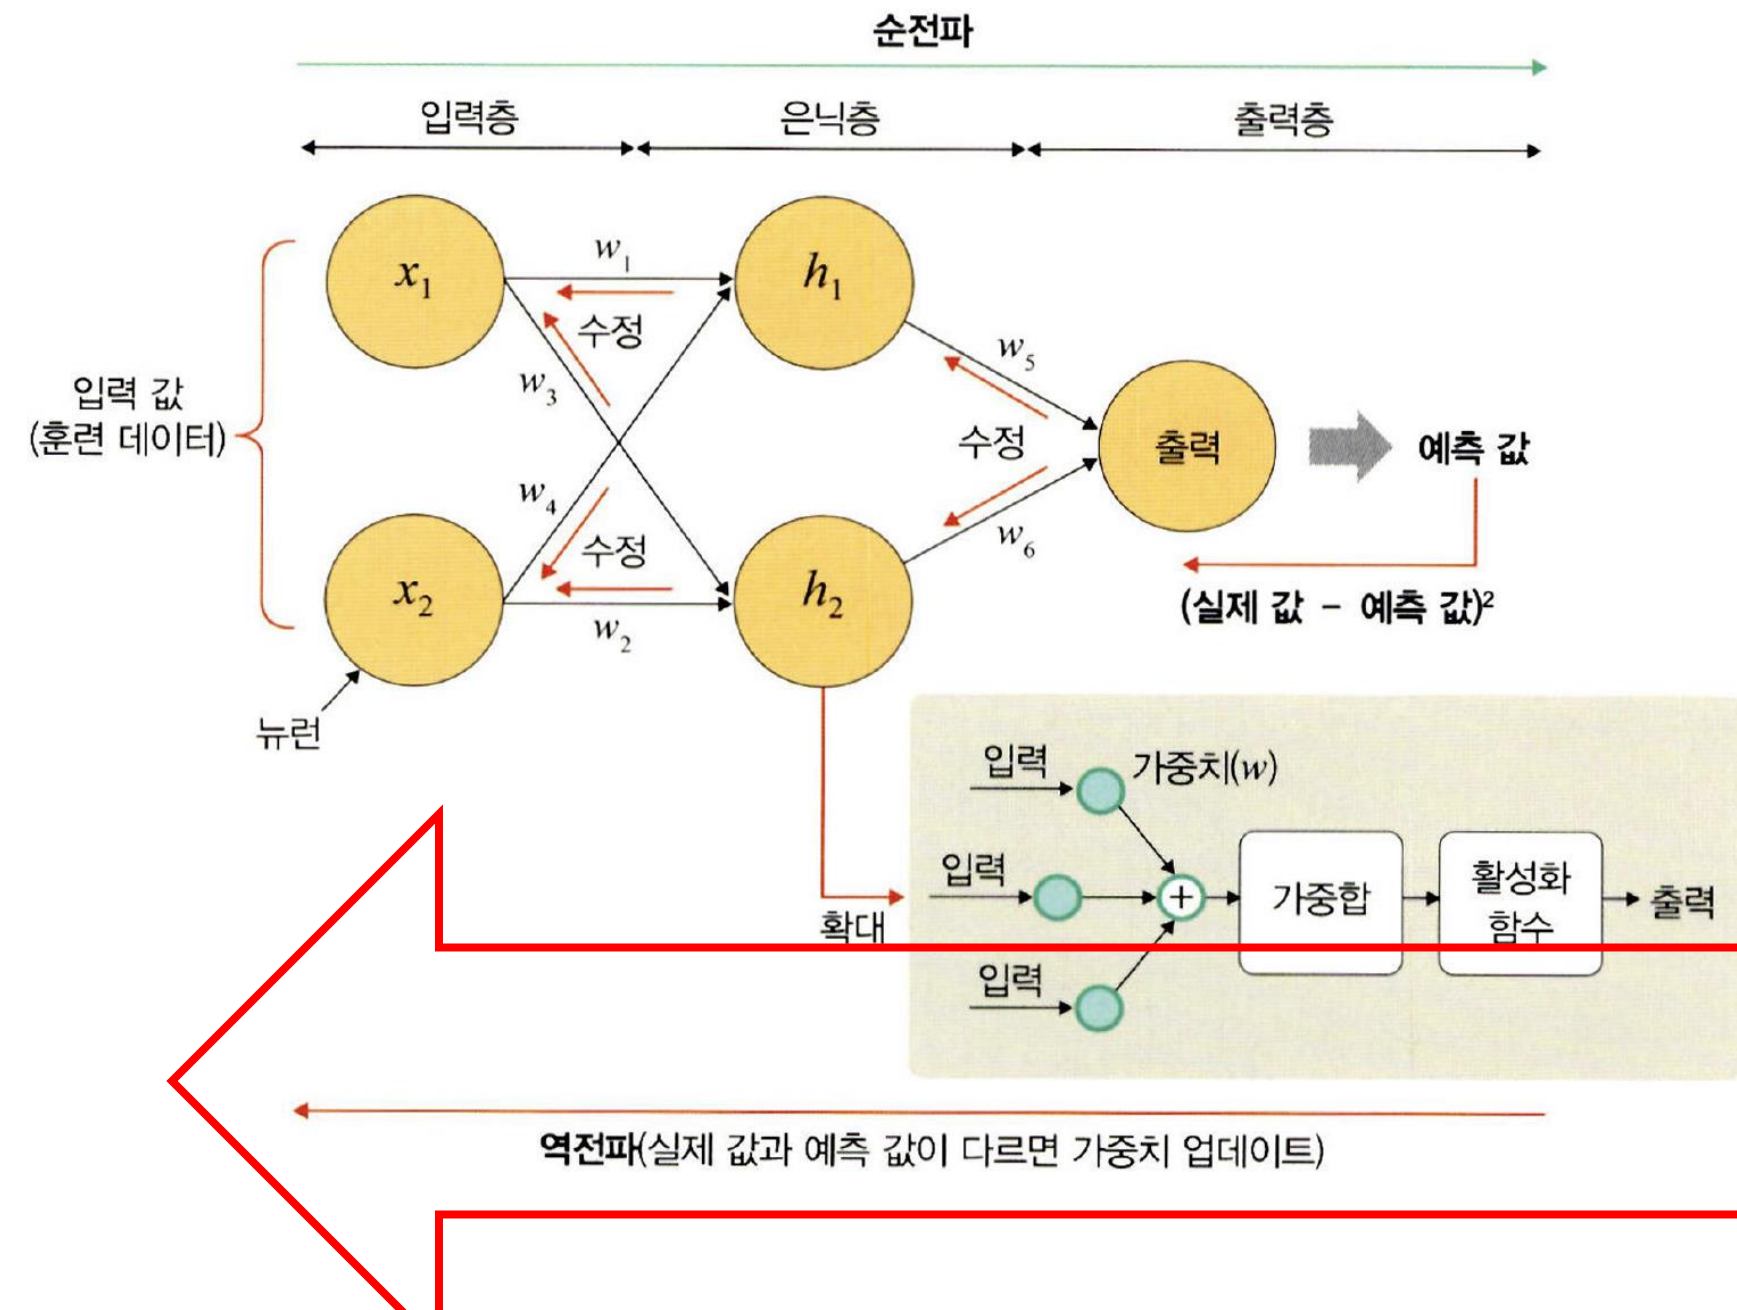 순전파
입력층 은닉층 출력층
x₁ w₁ h₁
수정
w₃
w₅
입력 값
(훈련 데이터)
수정
출력
예측 값
w₄
수정
w₆
x₂ w₂ h₂
(실제 값 - 예측 값)²
뉴런
입력 가중치(w)
입력
+
가중합
활성화
함수
출력
확대
입력
역전파(실제 값과 예측 값이 다르면 가중치 업데이트)